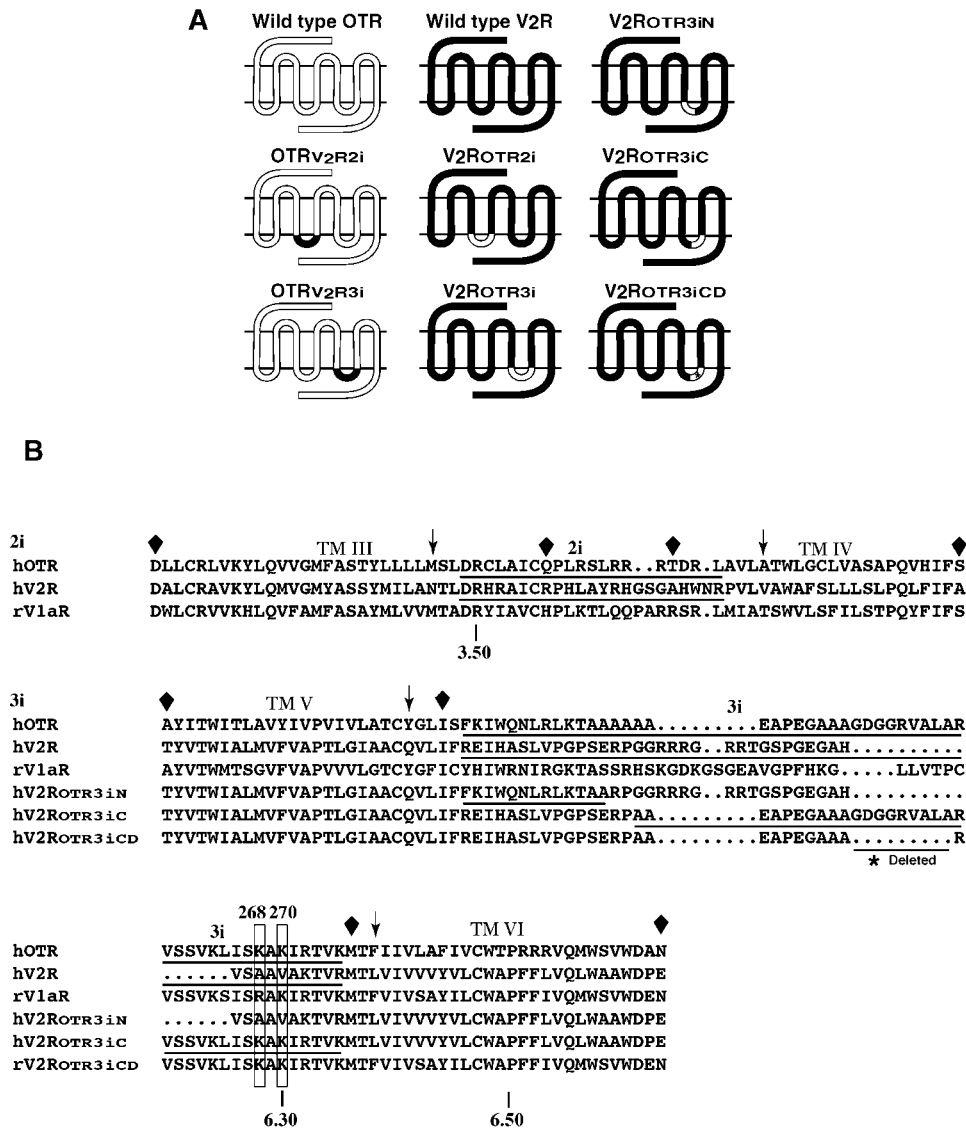 A
Wild type OTR Wild type V2R V2ROTR3iN
OTRV2R2i V2ROTR2i V2ROTR3iC
OTRV2R3i V2ROTR3i V2ROTR3iCD
*
B
2i TM III 2i TM IV
hOTR DLLCRLVKYLQVVGMFASTYLLLLMSLDRCLAICQPLRSLRR..RTDR.LAVLATWLGCLVASAPQVHIFS
hV2R DALCRAVKYLQMVGMYASSYMILANTLDRHRAICRPHLAYRHGSGAHWNRPVLVAWAFSLLLSLPQLFIFA
rV1aR DWLCRVVKHLQVFAMFASAYMLVVMTADRYIAVCHPLKTLQQPARRSR.LMIATSWVLSFILSTPQYFIFS
3.50
3i TM V 3i
hOTR AYITWITLAVYIVPVIVLATCYGLISFKIWQNLRLKTAAAAAA.........EAPEGAAAGDGGRVALAR
hV2R TYVTWIALMVFVAPTLGIAACQVLIFREIHASLVPGPSERPGGRRRG..RRTGSPGEGAH..........
rV1aR AYVTWMTSGVFVAPVVVLGTCYGFICYHIWRNIRGKTASSRHSKGDKGSGEAVGPFHKG.....LLVTPC
hV2ROTR3iN TYVTWIALMVFVAPTLGIAACQVLIFFKIWQNLRLKTAARPGGRRRG..RRTGSPGEGAH..........
hV2ROTR3iC TYVTWIALMVFVAPTLGIAACQVLIFREIHASLVPGPSERPAA.........EAPEGAAAGDGGRVALAR
hV2ROTR3iCD TYVTWIALMVFVAPTLGIAACQVLIFREIHASLVPGPSERPAA.........EAPEGAAA.........R
* Deleted
3i 268 270 TM VI
hOTR VSSVKLISKAKIRTVKMTFIIVLAFIVCWTPRRRVQMWSVWDAN
hV2R ......VSAAVAKTVRMTLVIVVVYVLCWAPFFLVQLWAAWDPE
rV1aR VSSVKSISRAKIRTVKMTFVIVSAYILCWAPFFIVQMWSVWDEN
hV2ROTR3iN ......VSAAVAKTVRMTLVIVVVYVLCWAPFFLVQLWAAWDPE
hV2ROTR3iC VSSVKLISKAKIRTVKMTLVIVVVYVLCWAPFFLVQLWAAWDPE
rV2ROTR3iCD VSSVKLISKAKIRTVKMTFVIVSAYILCWAPFFIVQMWSVWDEN
6.30 6.50